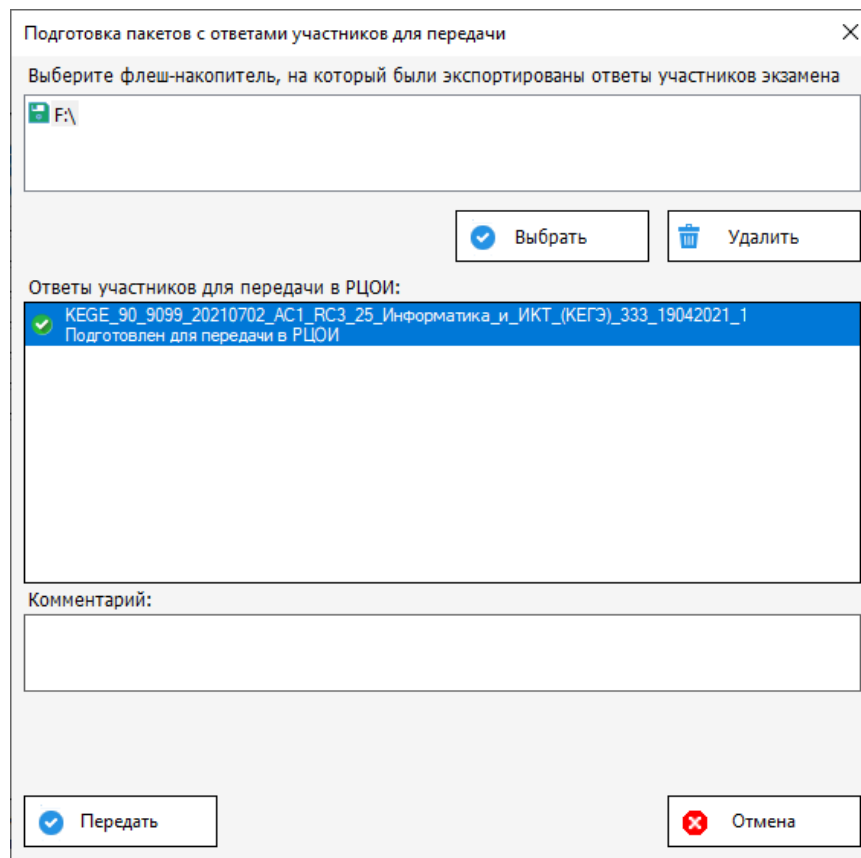 Подготовка пакетов с ответами участников для передачи
Выберите флеш-накопитель, на который были экспортированы ответы участников экзамена
F:\
Выбрать
Удалить
Ответы участников для передачи в РЦОИ:
KEGE_90_9099_20210702_AC1_RC3_25_Информатика_и_ИКТ_(КЕГЭ)_333_19042021_1
Подготовлен для передачи в РЦОИ
Комментарий:
Передать
Отмена